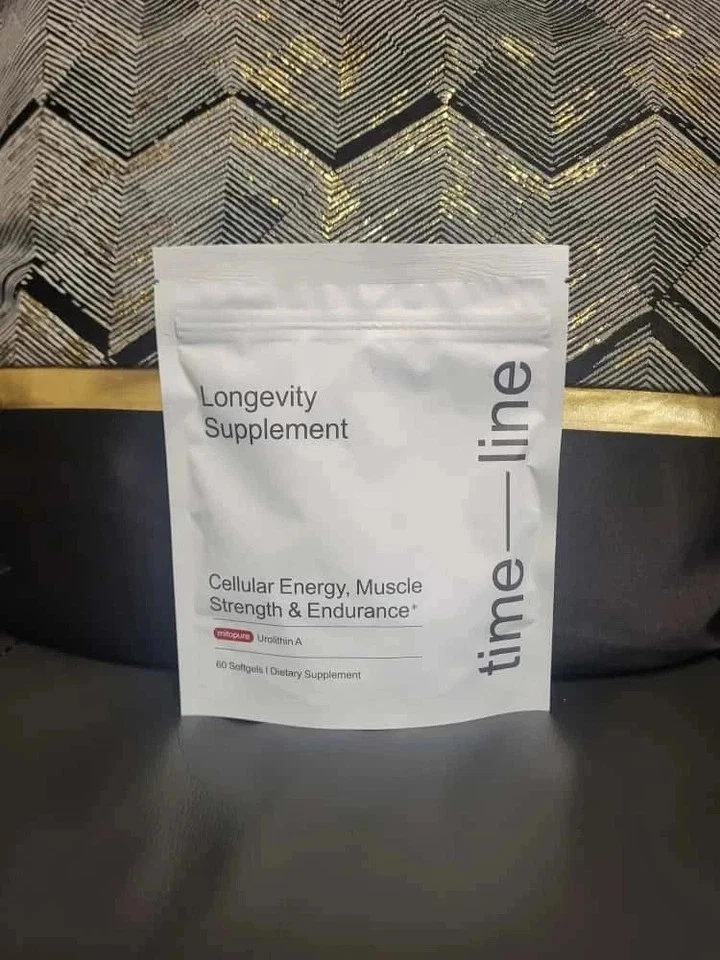 Longevity
Supplement
time—line
Cellular Energy, Muscle
Strength & Endurance+
mitopure Urolithin A
60 Softgels | Dietary Supplement